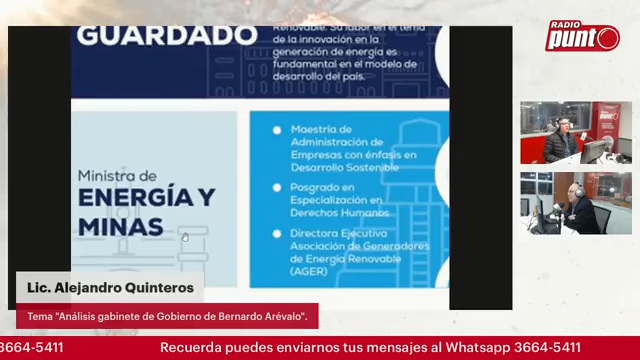 GUARDADO
Renovable. Su labor en el tema
de la innovación en la
generación de energía es
fundamental en el modelo de
desarrollo del país.
RADIO
punto
Ministra de
ENERGÍA Y
MINAS
Maestría de
Administración de
Empresas con énfasis en
Desarrollo Sostenible
Posgrado en
Especialización en
Derechos Humanos
Directora Ejecutiva
Asociación de Generadores
de Energía Renovable
(AGER)
Lic. Alejandro Quinteros
Tema "Análisis gabinete de Gobierno de Bernardo Arévalo".
3664-5411 Recuerda puedes enviarnos tus mensajes al Whatsapp 3664-5411